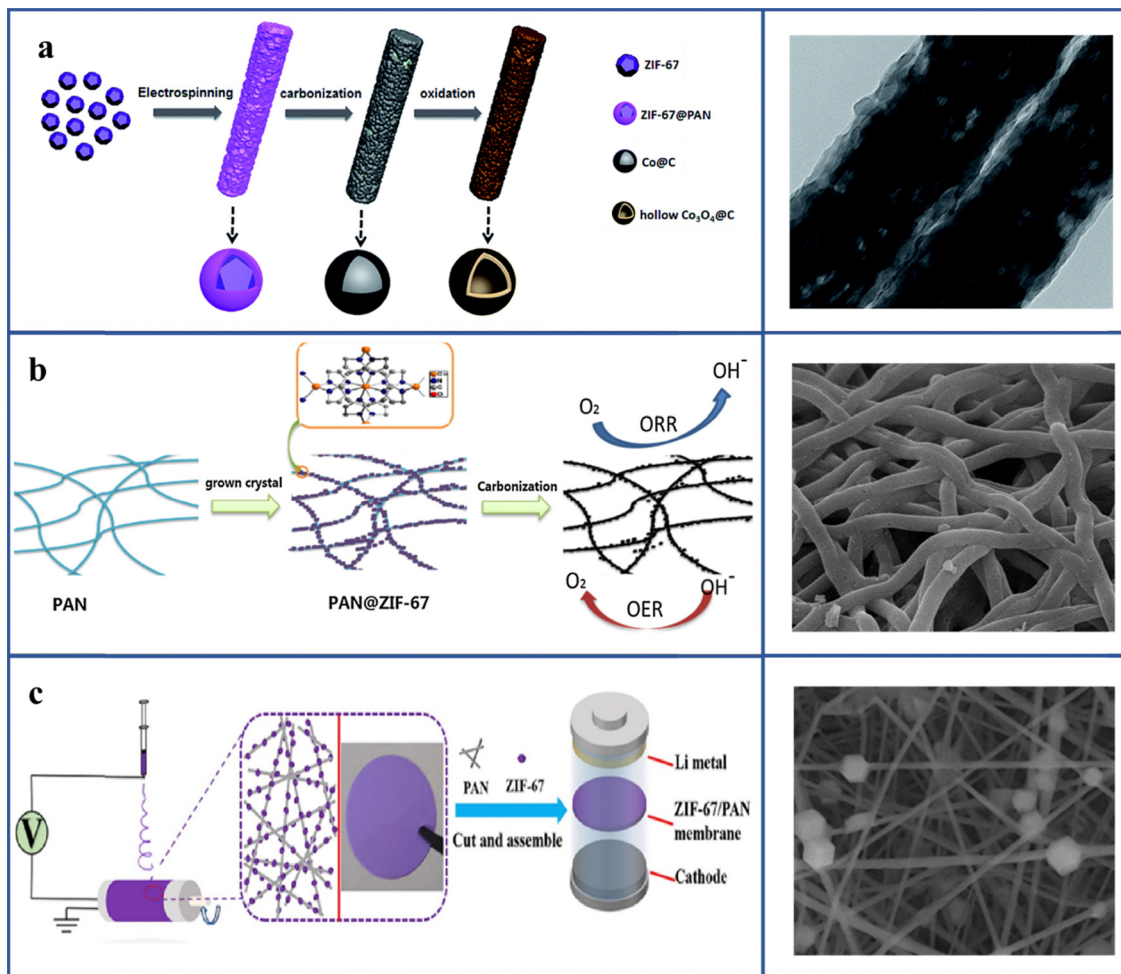 a
Electrospinning
carbonization
oxidation
ZIF-67
ZIF-67@PAN
Co@C
hollow Co₃O₄@C
b
grown crystal
Carbonization
O₂
ORR
OH⁻
O₂
OER
OH⁻
PAN
PAN@ZIF-67
c
V
PAN
ZIF-67
Cut and assemble
Li metal
ZIF-67/PAN
membrane
Cathode